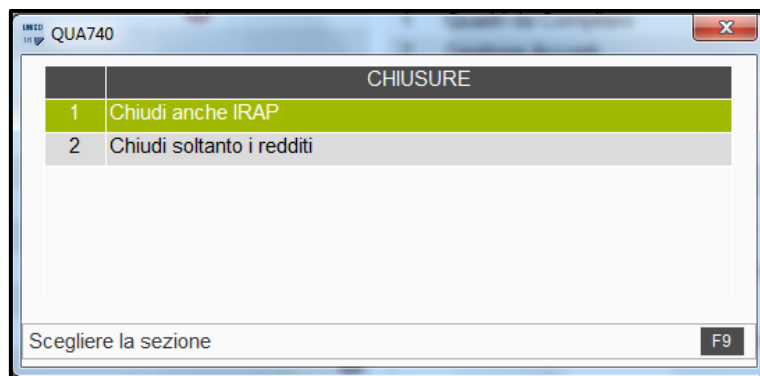 QUA740
CHIUSURE
1 Chiudi anche IRAP
2 Chiudi soltanto i redditi
Scegliere la sezione F9